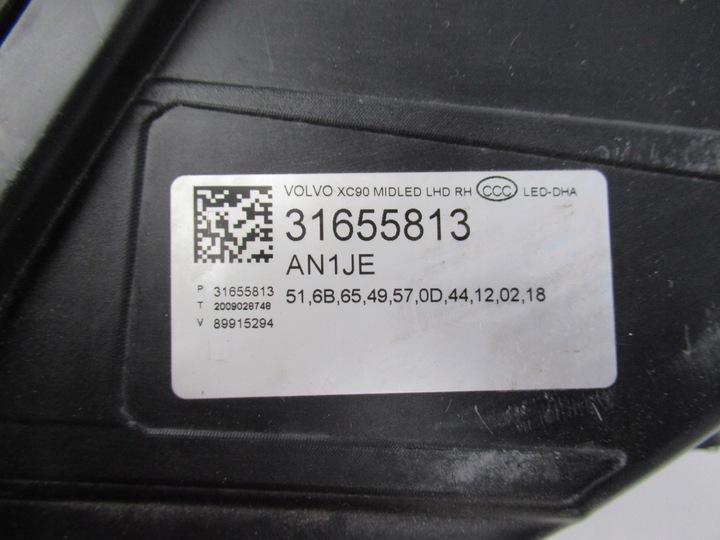 VOLVO XC90 MIDLED LHD RH CCC LED-DHA
31655813
AN1JE
P 31655813
T 2009028748
V 89915294
51,6B,65,49,57,0D,44,12,02,18